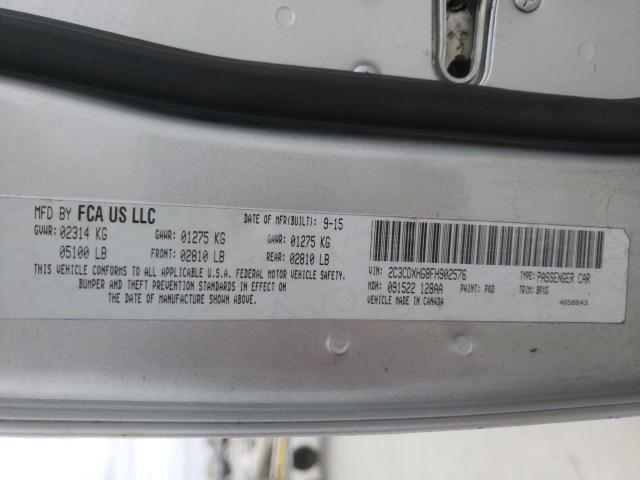 MFD BY FCA US LLC
DATE OF MFR(BUILT): 9-15
GVWR: 02314 KG GAWR: 01275 KG GAWR: 01275 KG
05100 LB FRONT: 02810 LB REAR: 02810 LB
THIS VEHICLE CONFORMS TO ALL APPLICABLE U.S.A. FEDERAL MOTOR VEHICLE SAFETY,
BUMPER AND THEFT PREVENTION STANDARDS IN EFFECT ON
THE DATE OF MANUFACTURE SHOWN ABOVE.
VIN: 2C3CDXHG8FH902576 TYPE: PASSENGER CAR
MDH: 091522 128AA PAINT: PGD TRIM: BPXG
VEHICLE MADE IN CANADA 4658843